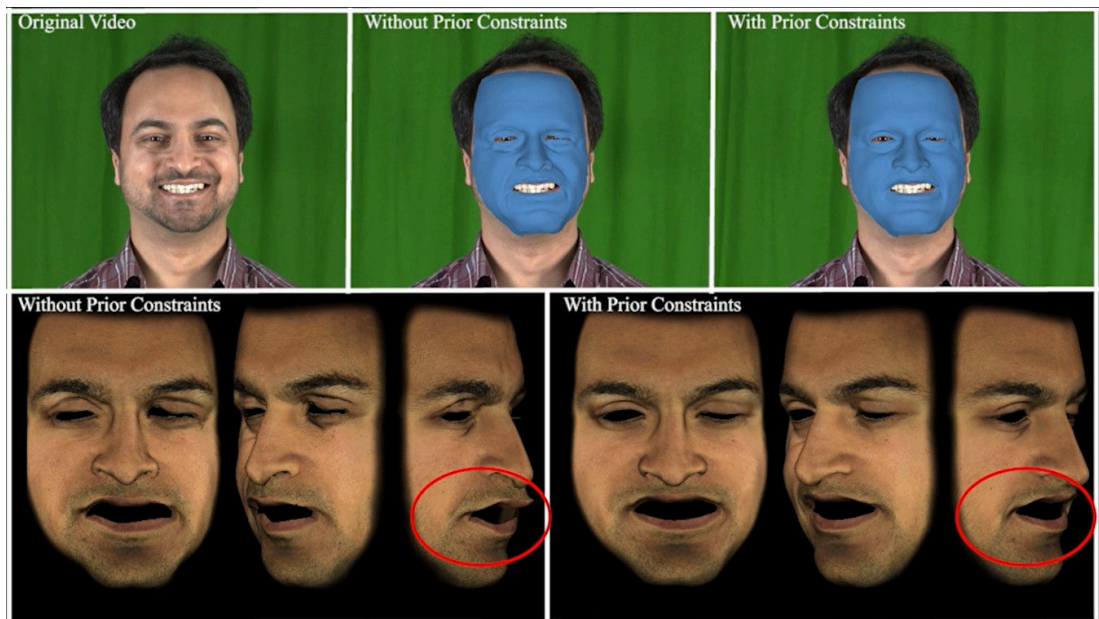 Original Video
Without Prior Constraints
With Prior Constraints
Without Prior Constraints
With Prior Constraints